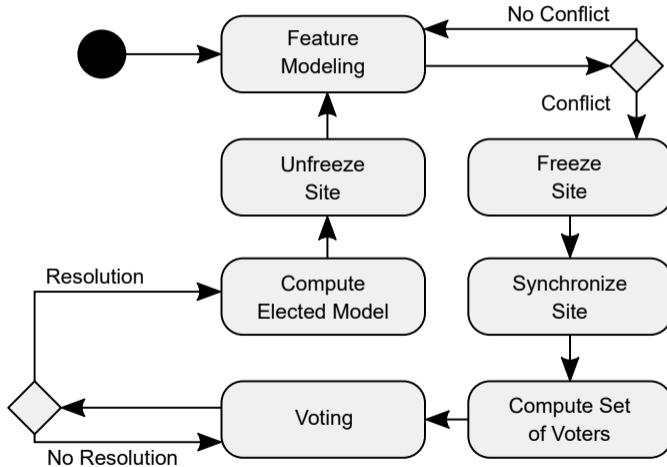 No Conflict
Feature
Modeling
Conflict
Unfreeze
Site
Freeze
Site
Resolution
Compute
Elected Model
Synchronize
Site
Voting
Compute Set
of Voters
No Resolution